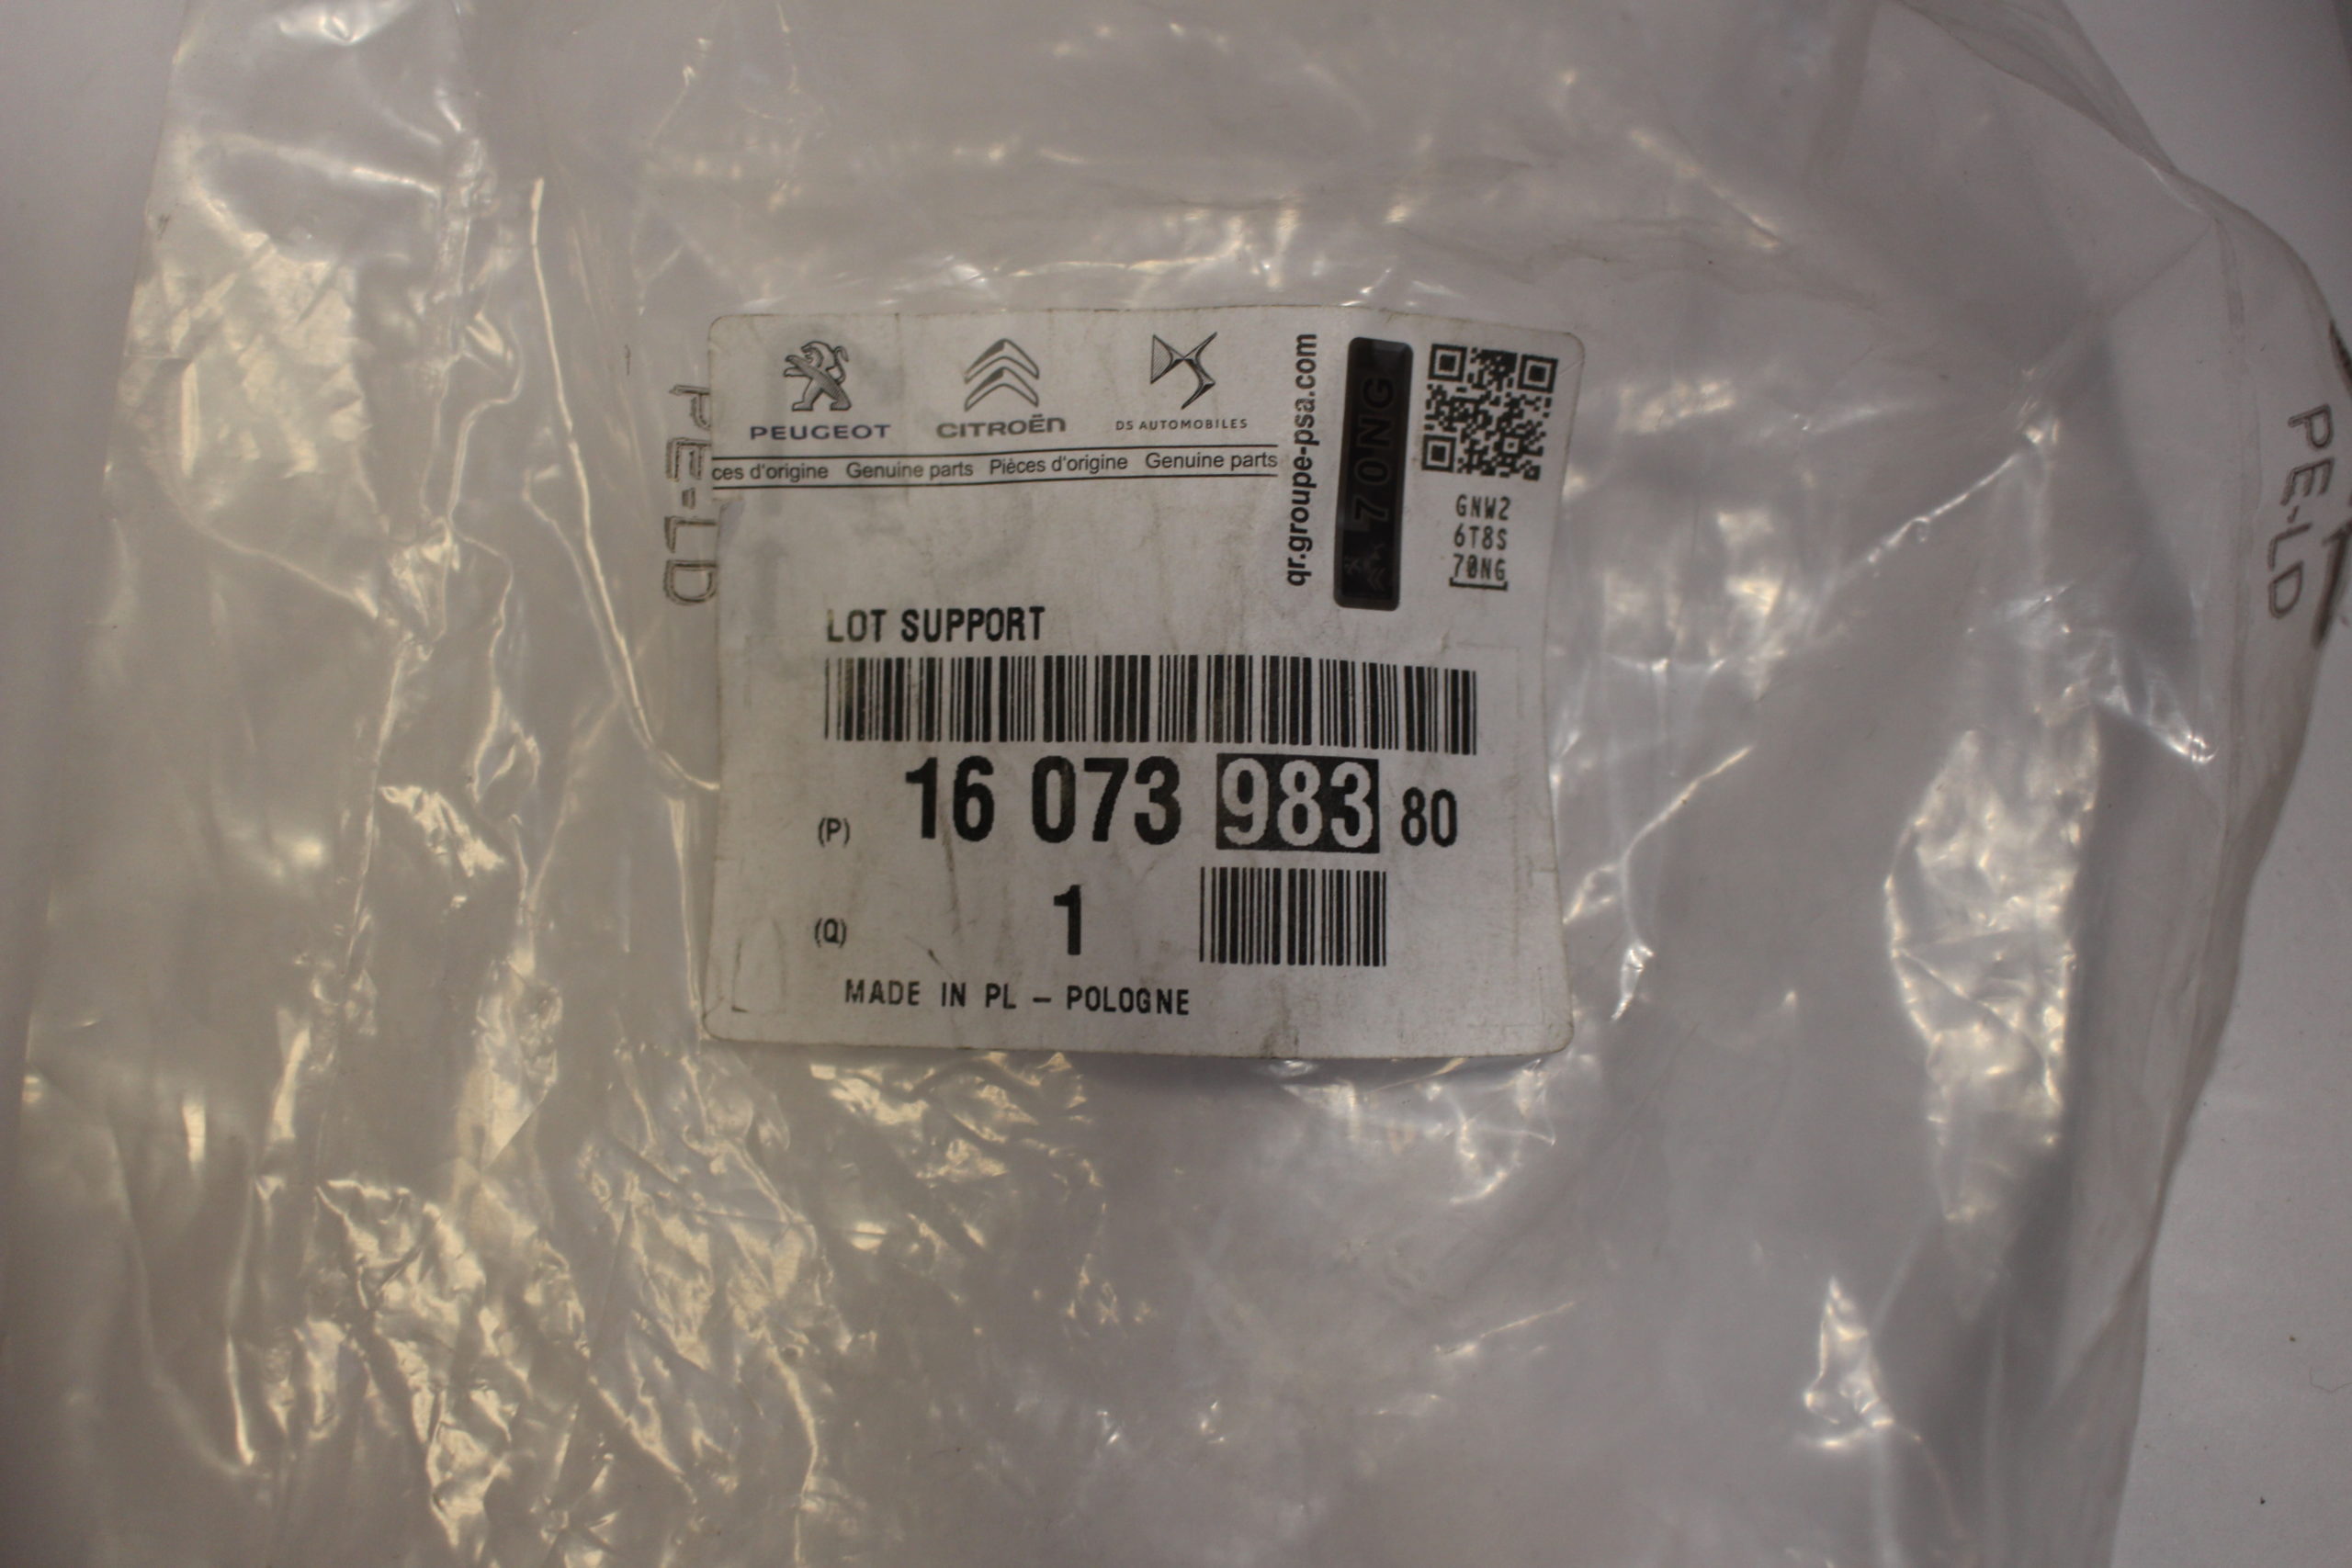 PEUGEOT
CITROËN
DS AUTOMOBILES
ces d'origine Genuine parts Pièces d'origine Genuine parts
qr.groupe-psa.com
70NG
GNW2
6T8S
70NG
LOT SUPPORT
(P) 16 073 983 80
(Q) 1
MADE IN PL - POLOGNE
PE-LD
PE-LD